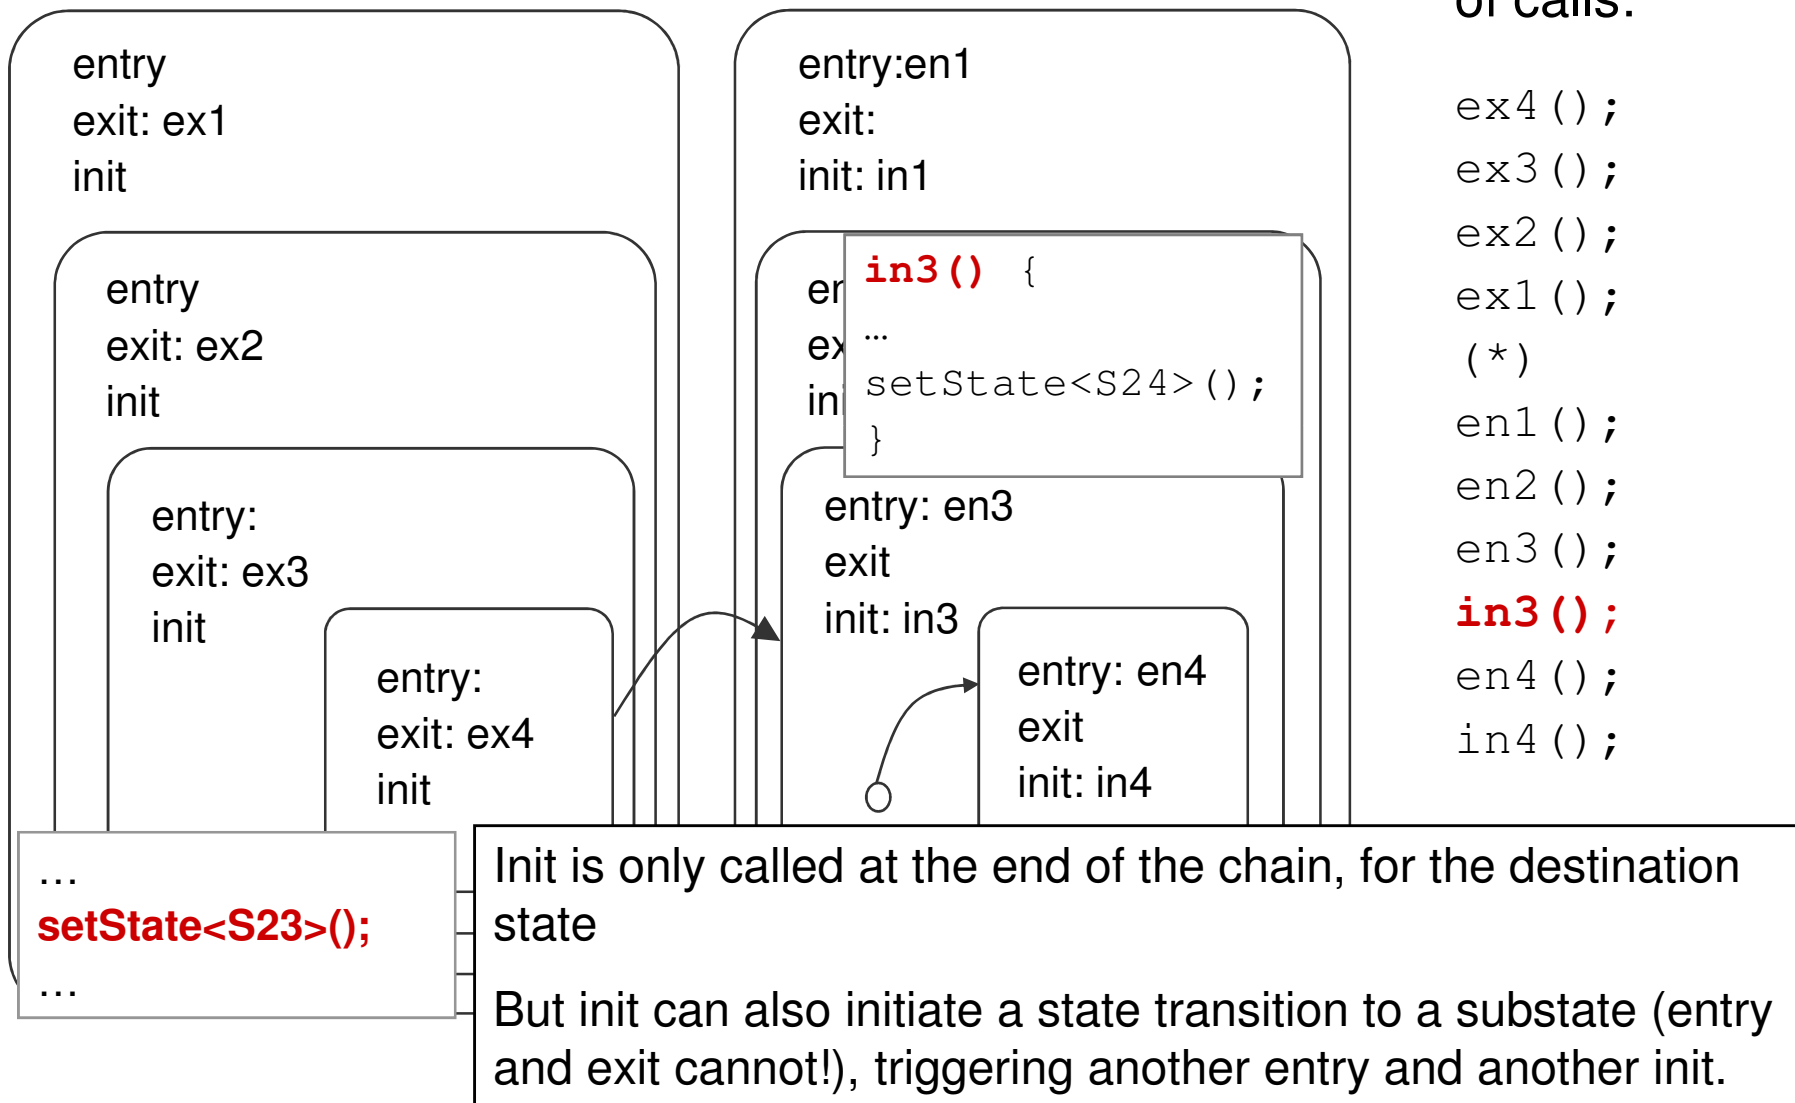 of calls:
entry
exit: ex1
init
entry:en1
exit:
init: in1
entry
exit: ex2
init
in3() {
…
setState<S24>();
}
entry:
exit: ex3
init
entry: en3
exit
init: in3
entry:
exit: ex4
init
entry: en4
exit
init: in4
ex4();
ex3();
ex2();
ex1();
(*)
en1();
en2();
en3();
in3();
en4();
in4();
…
setState<S23>();
…
Init is only called at the end of the chain, for the destination
state
But init can also initiate a state transition to a substate (entry
and exit cannot!), triggering another entry and another init.